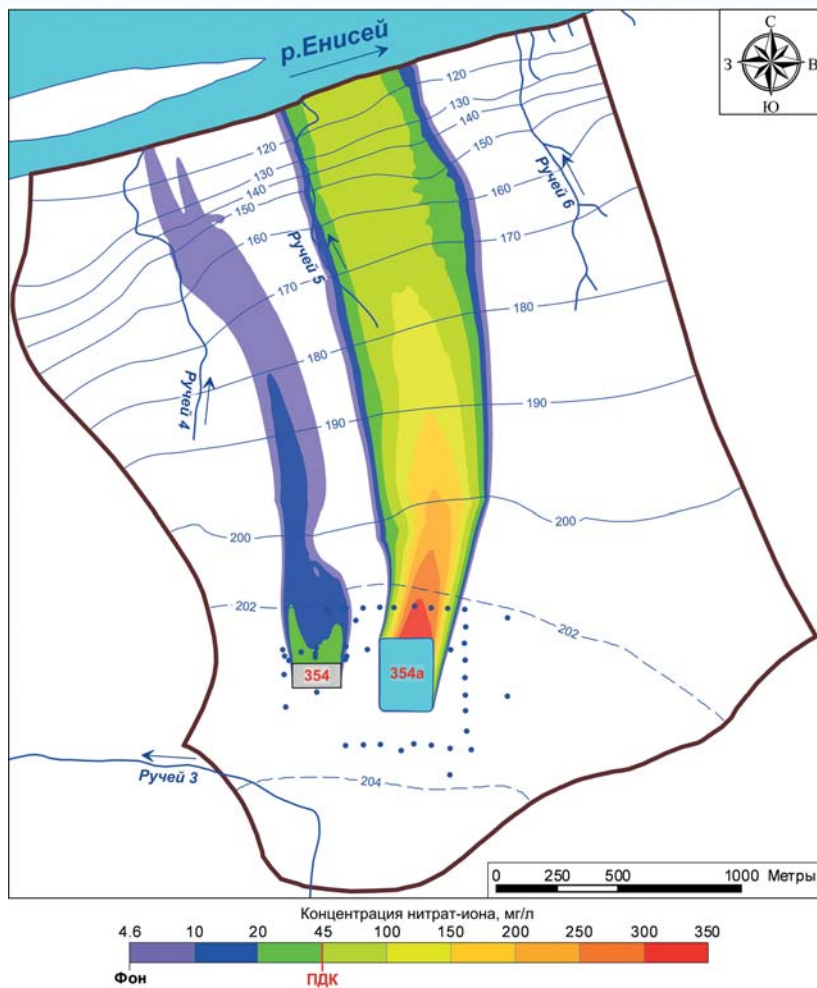 р.Енисей
С
З
В
Ю
120
130
140
150
160
170
180
190
200
202
120
130
140
150
160
170
180
190
200
202
204
Ручей 6
Ручей 5
Ручей 4
354
354а
Ручей 3
0 250 500 1000 Метры
Концентрация нитрат-иона, мг/л
4.6 10 20 45 100 150 200 250 300 350
Фон ПДК